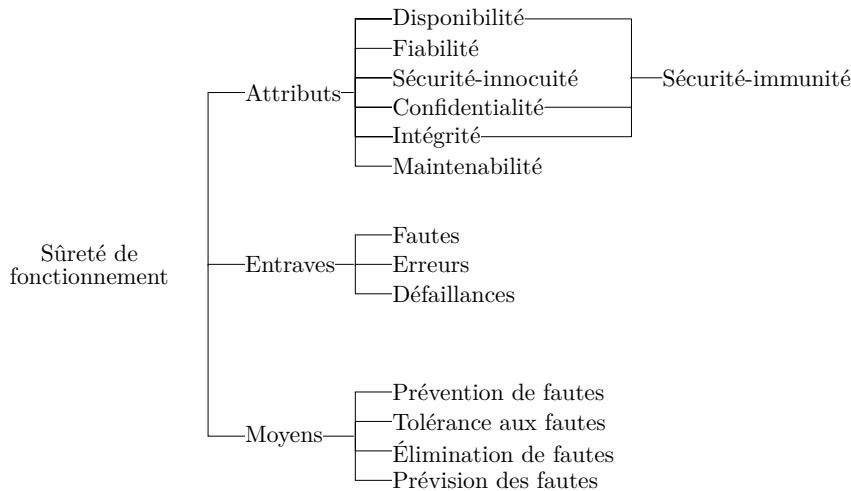 Disponibilité
Fiabilité
Sécurité-innocuité
Sécurité-immunité
Attributs
Confidentialité
Intégrité
Maintenabilité
Sûreté de
fonctionnement
Fautes
Entraves
Erreurs
Défaillances
Prévention de fautes
Tolérance aux fautes
Moyens
Élimination de fautes
Prévision des fautes